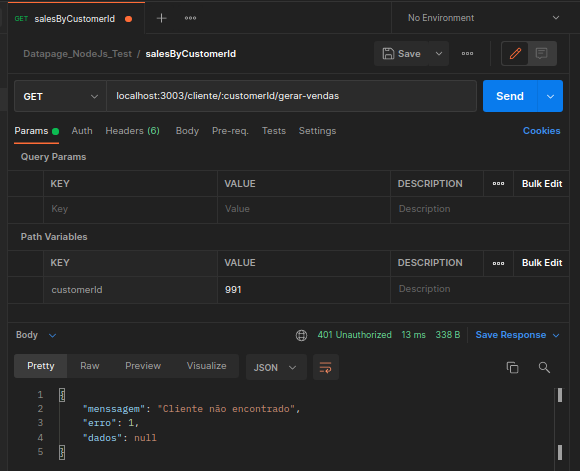 GET salesByCustomerId
No Environment
Datapage_NodeJs_Test / salesByCustomerId
Save
GET localhost:3003/cliente/:customerId/gerar-vendas Send
Params Auth Headers (6) Body Pre-req. Tests Settings Cookies
Query Params
KEY VALUE DESCRIPTION Bulk Edit
Key Value Description
Path Variables
KEY VALUE DESCRIPTION Bulk Edit
customerId 991 Description
Body 401 Unauthorized 13 ms 338 B Save Response
Pretty Raw Preview Visualize JSON
1 {
2 "menssagem": "Cliente não encontrado",
3 "erro": 1,
4 "dados": null
5 }